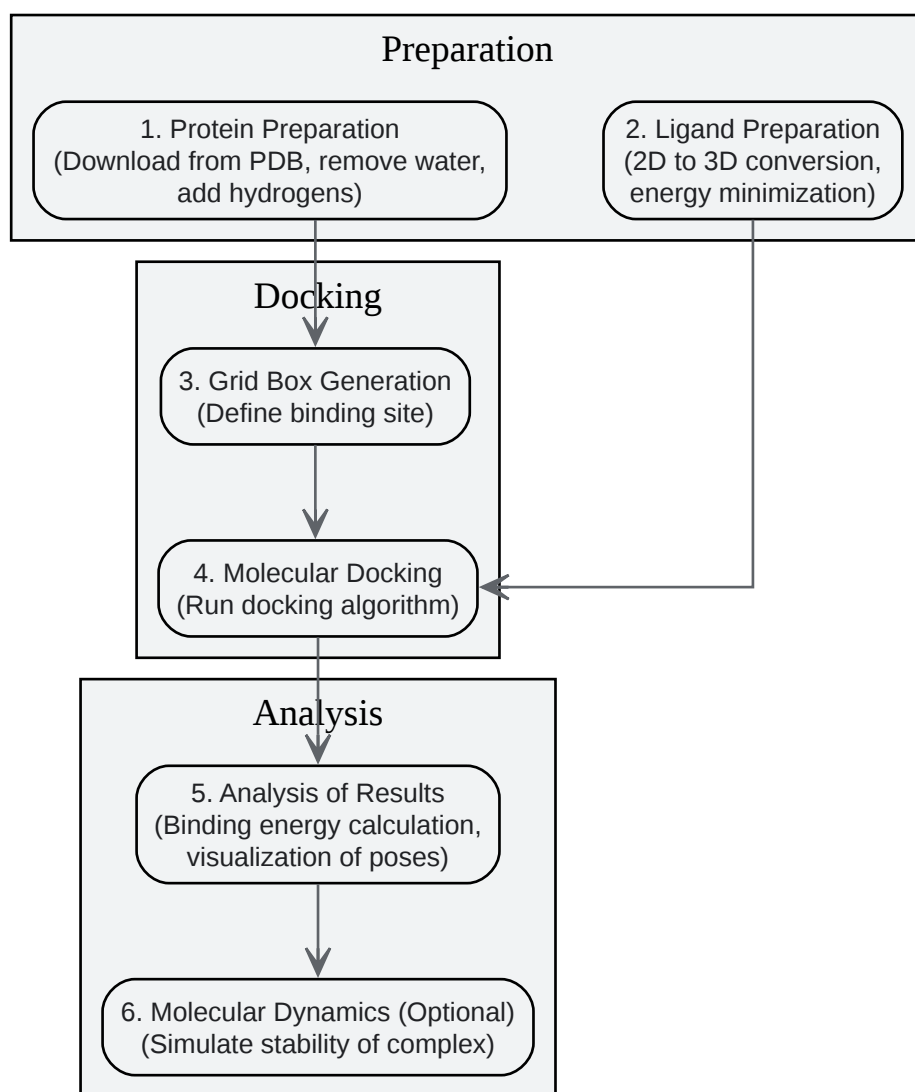 Preparation
1. Protein Preparation
(Download from PDB, remove water,
add hydrogens)
2. Ligand Preparation
(2D to 3D conversion,
energy minimization)
Docking
3. Grid Box Generation
(Define binding site)
4. Molecular Docking
(Run docking algorithm)
Analysis
5. Analysis of Results
(Binding energy calculation,
visualization of poses)
6. Molecular Dynamics (Optional)
(Simulate stability of complex)